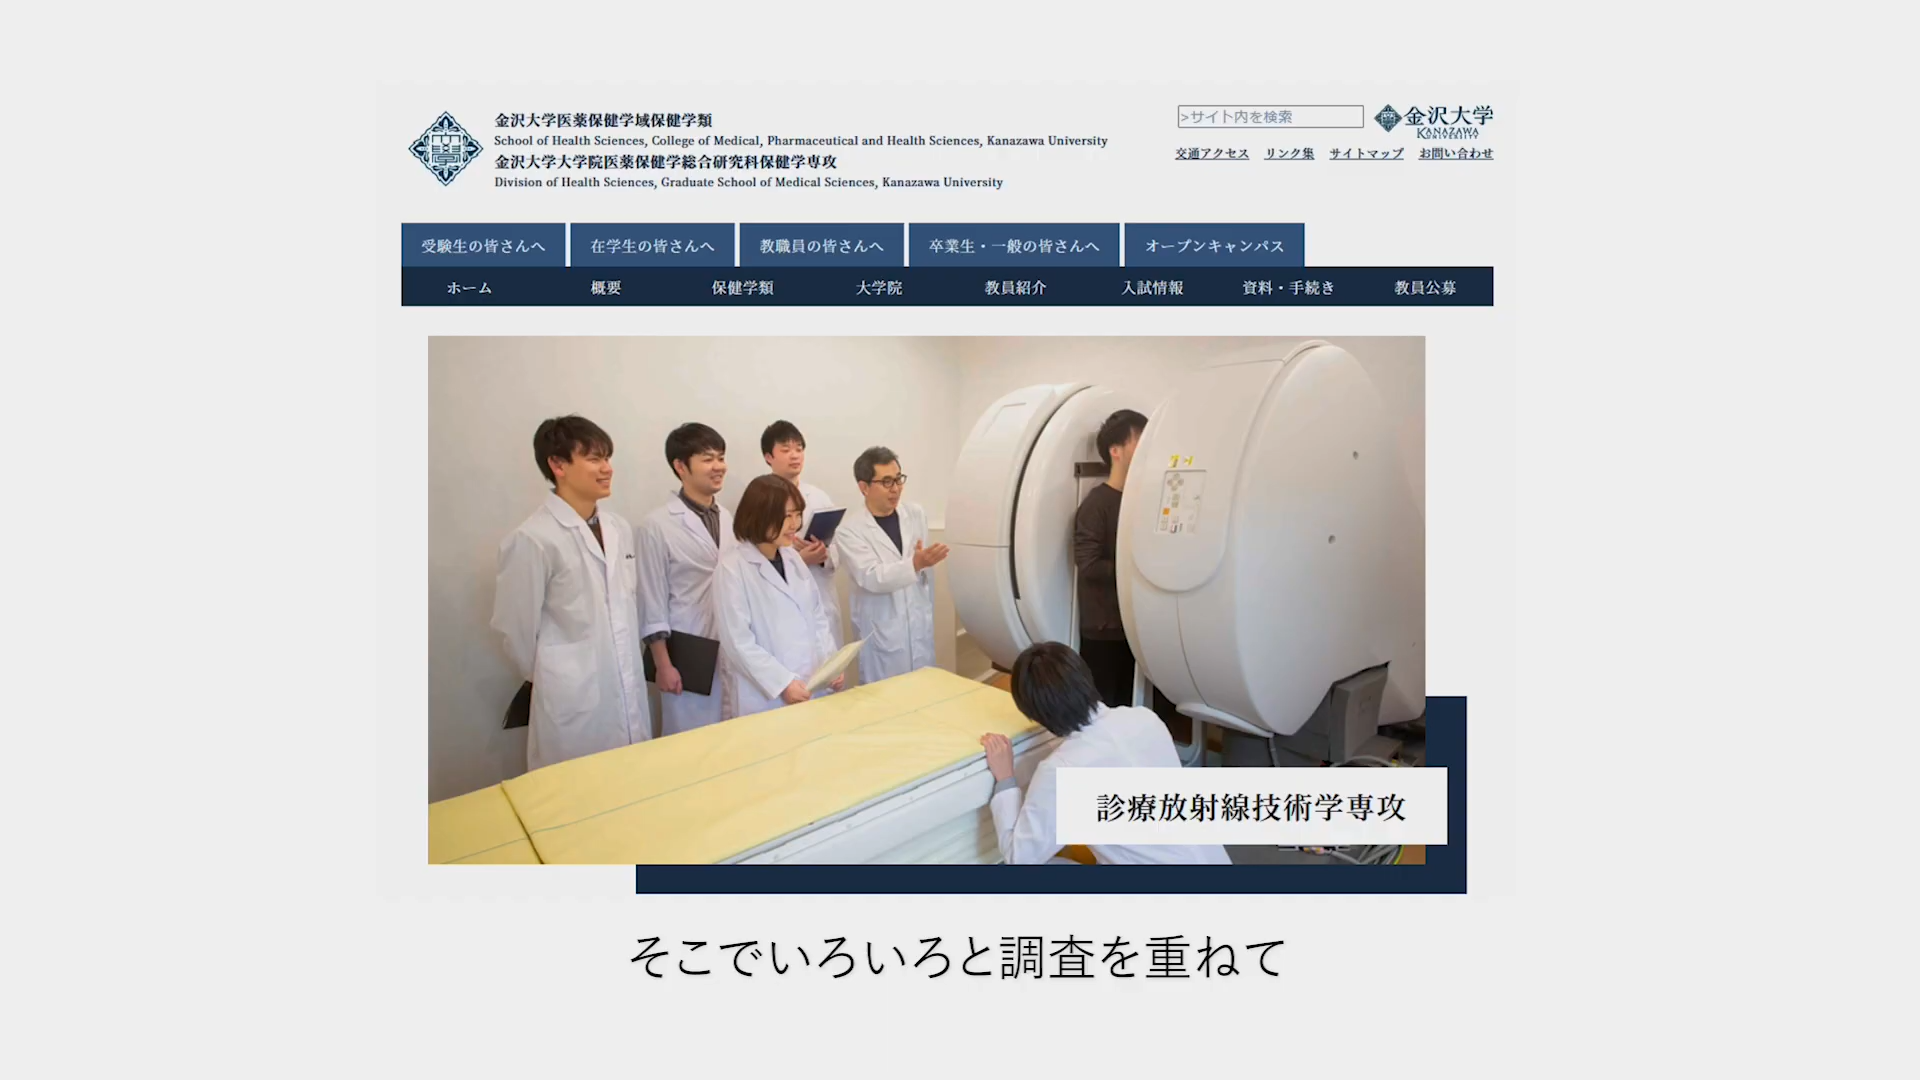 金沢大学医薬保健学域保健学類
School of Health Sciences, College of Medical, Pharmaceutical and Health Sciences, Kanazawa University
金沢大学大学院医薬保健学総合研究科保健学専攻
Division of Health Sciences, Graduate School of Medical Sciences, Kanazawa University
>サイト内を検索
金沢大学
KANAZAWA
UNIVERSITY
交通アクセス リンク集 サイトマップ お問い合わせ
受験生の皆さんへ 在学生の皆さんへ 教職員の皆さんへ 卒業生・一般の皆さんへ オープンキャンパス
ホーム 概要 保健学類 大学院 教員紹介 入試情報 資料・手続き 教員公募
診療放射線技術学専攻
そこでいろいろと調査を重ねて